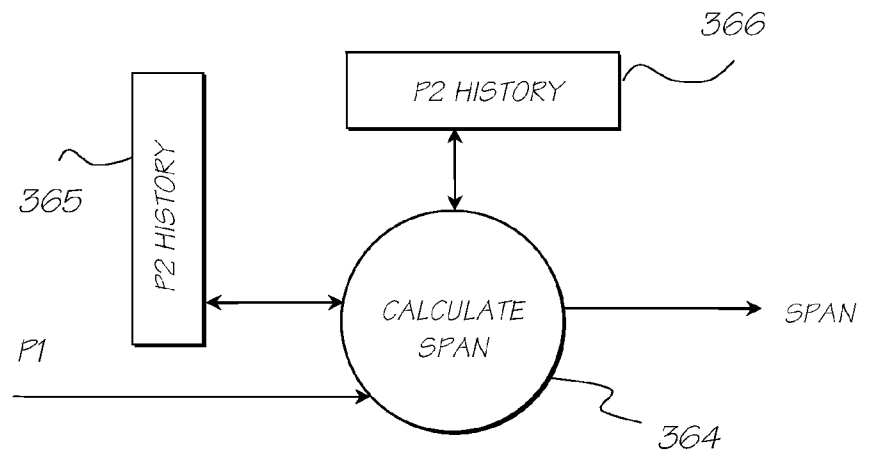 366
P2 HISTORY
365
P2 HISTORY
CALCULATE
SPAN
SPAN
P1
364